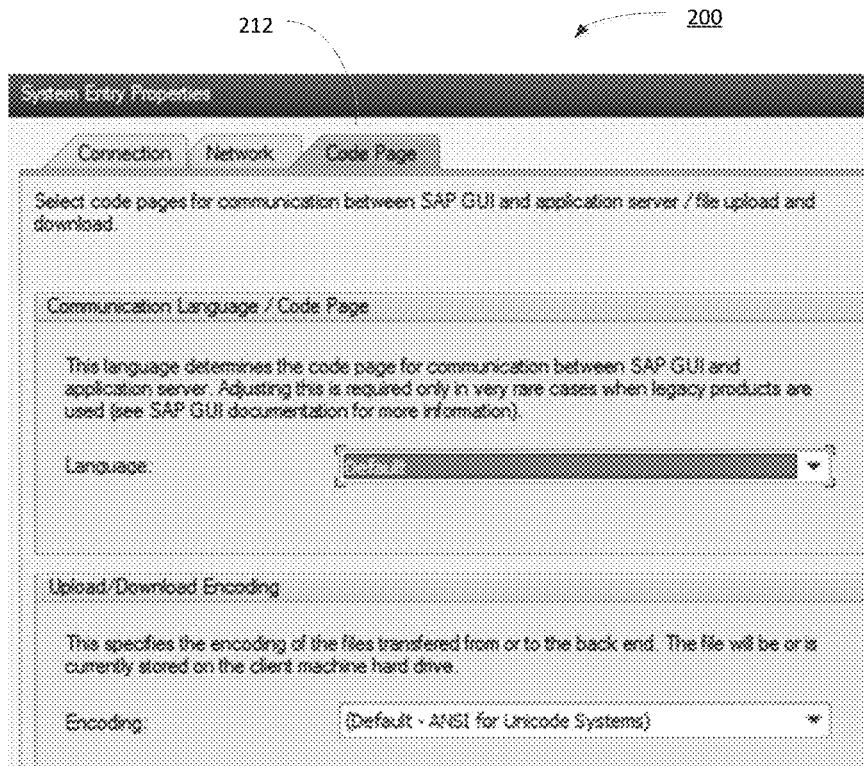 212
200
System Entry Properties
Connection
Network
Code Page
Select code pages for communication between SAP GUI and application server / file upload and
download.
Communication Language / Code Page
This language determines the code page for communication between SAP GUI and
application server. Adjusting this is required only in very rare cases when legacy products are
used (see SAP GUI documentation for more information).
Language:
Default
Upload/Download Encoding
This specifies the encoding of the files transfered from or to the back end. The file will be or is
currently stored on the client machine hard drive.
Encoding:
(Default - ANSI for Unicode Systems)